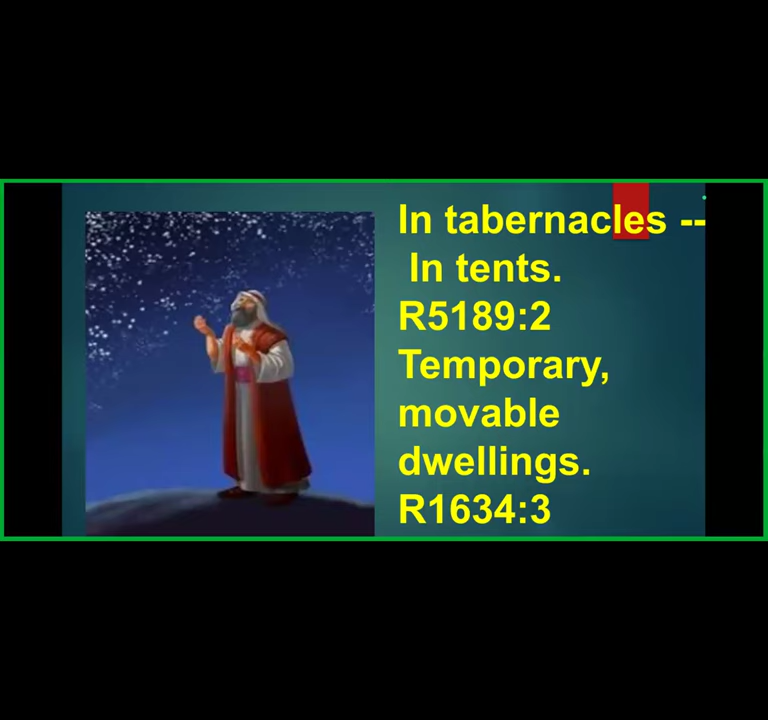 In tabernacles --
In tents.
R5189:2
Temporary,
movable
dwellings.
R1634:3